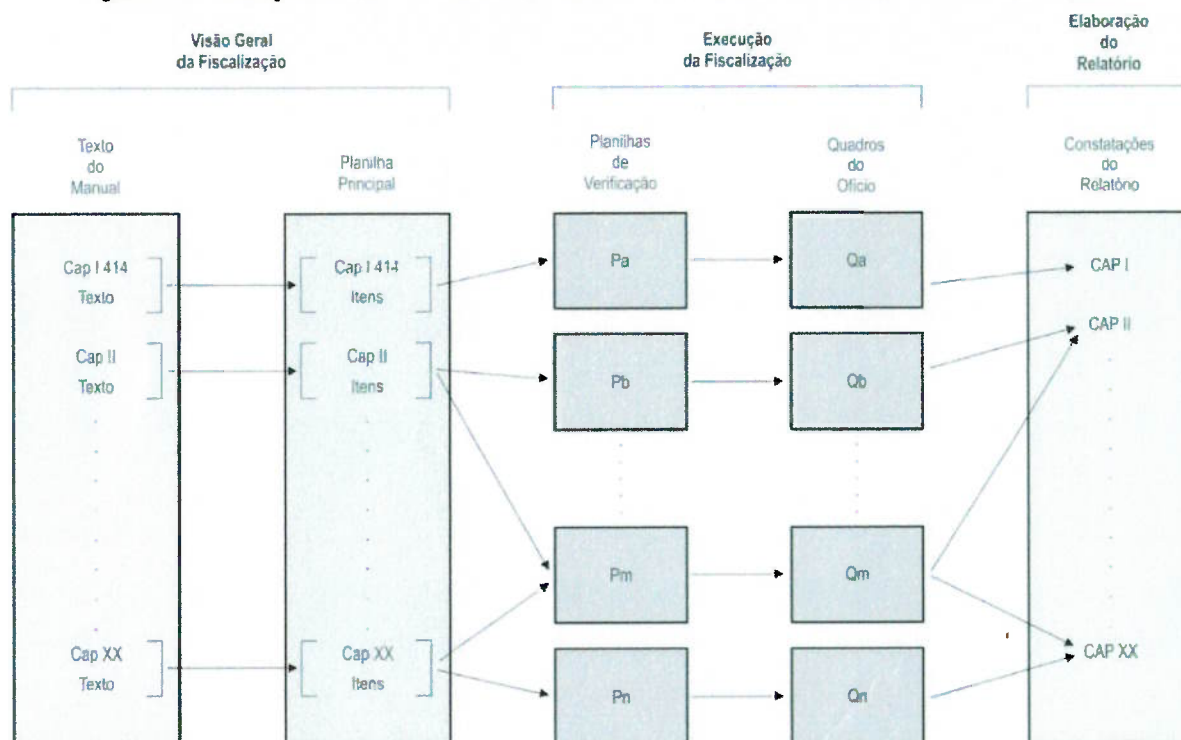 Visão Geral
da Fiscalização
Execução
da Fiscalização
Elaboração
do
Relatório
Texto
do
Manual
Planilha
Principal
Planilhas
de
Verificação
Quadros
do
Ofício
Constatações
do
Relatório
Cap I 414
Texto
Cap I 414
Itens
Pa
Qa
CAP I
Cap II
Texto
Cap II
Itens
Pb
Qb
CAP II
Pm
Qm
Cap XX
Texto
Cap XX
Itens
Pn
Qn
CAP XX